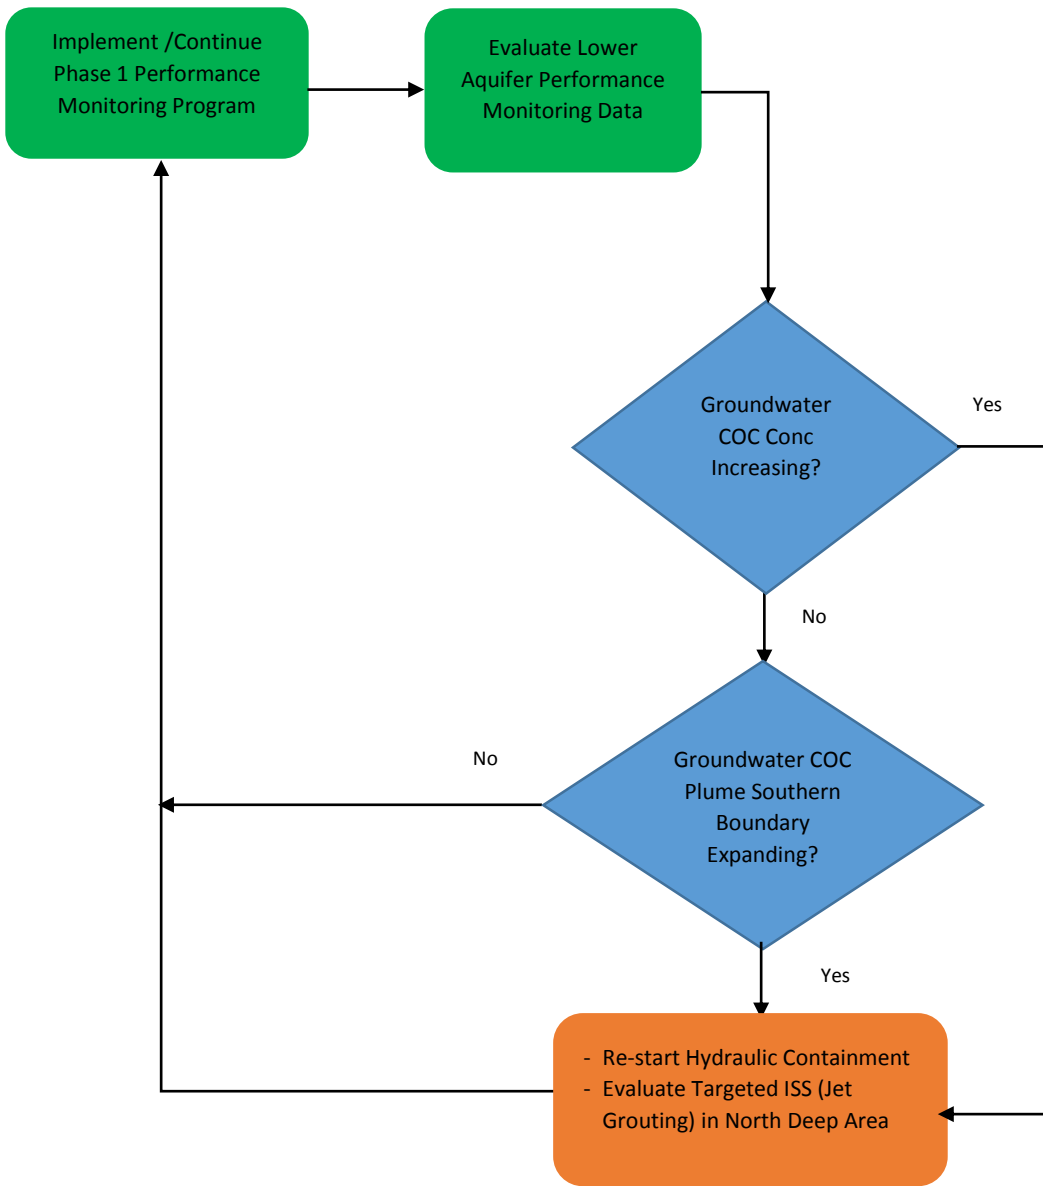 Implement /Continue
Phase 1 Performance
Monitoring Program
Evaluate Lower
Aquifer Performance
Monitoring Data
Groundwater
COC Conc
Increasing?
Yes
No
Groundwater COC
Plume Southern
Boundary
Expanding?
No
Yes
- Re-start Hydraulic Containment
- Evaluate Targeted ISS (Jet
Grouting) in North Deep Area